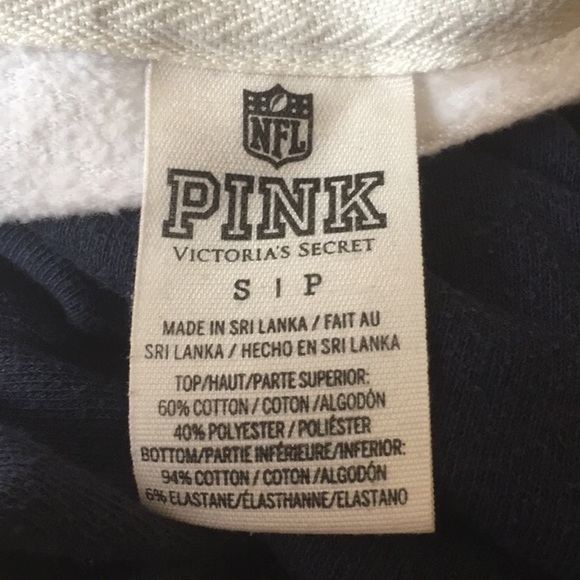 NFL
PINK
VICTORIA'S SECRET
S | P
MADE IN SRI LANKA / FAIT AU
SRI LANKA / HECHO EN SRI LANKA
TOP/HAUT/PARTE SUPERIOR:
60% COTTON / COTON /ALGODÓN
40% POLYESTER / POLIÉSTER
BOTTOM/PARTIE INFÉRIEURE/INFERIOR:
94% COTTON / COTON /ALGODÓN
6% ELASTANE/ÉLASTHANNE/ELASTANO